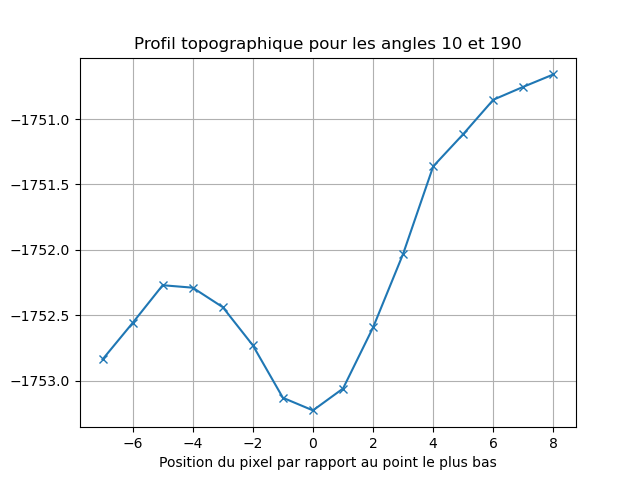 Profil topographique pour les angles 10 et 190
−1751.0
−1751.5
−1752.0
−1752.5
−1753.0
−6 −4 −2 0 2 4 6 8
Position du pixel par rapport au point le plus bas